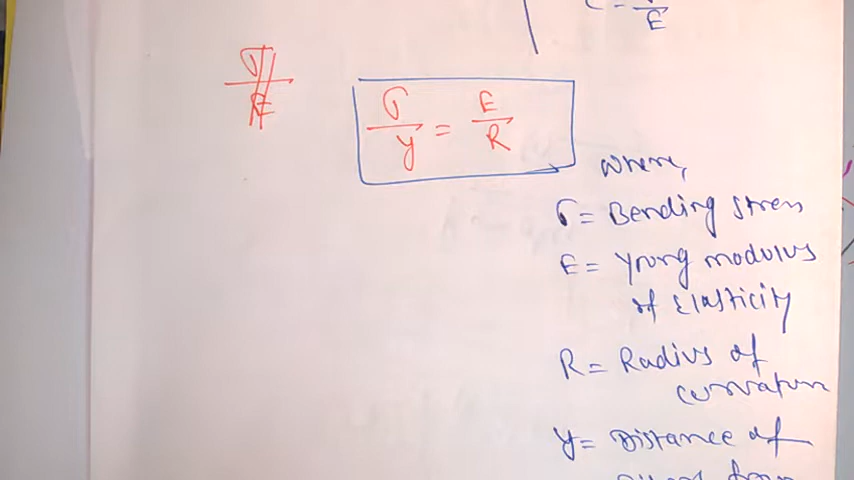 σ/y = E/R
where,
σ = Bending stress
E = Young modulus
of Elasticity
R = Radius of
curvature
y = Distance of